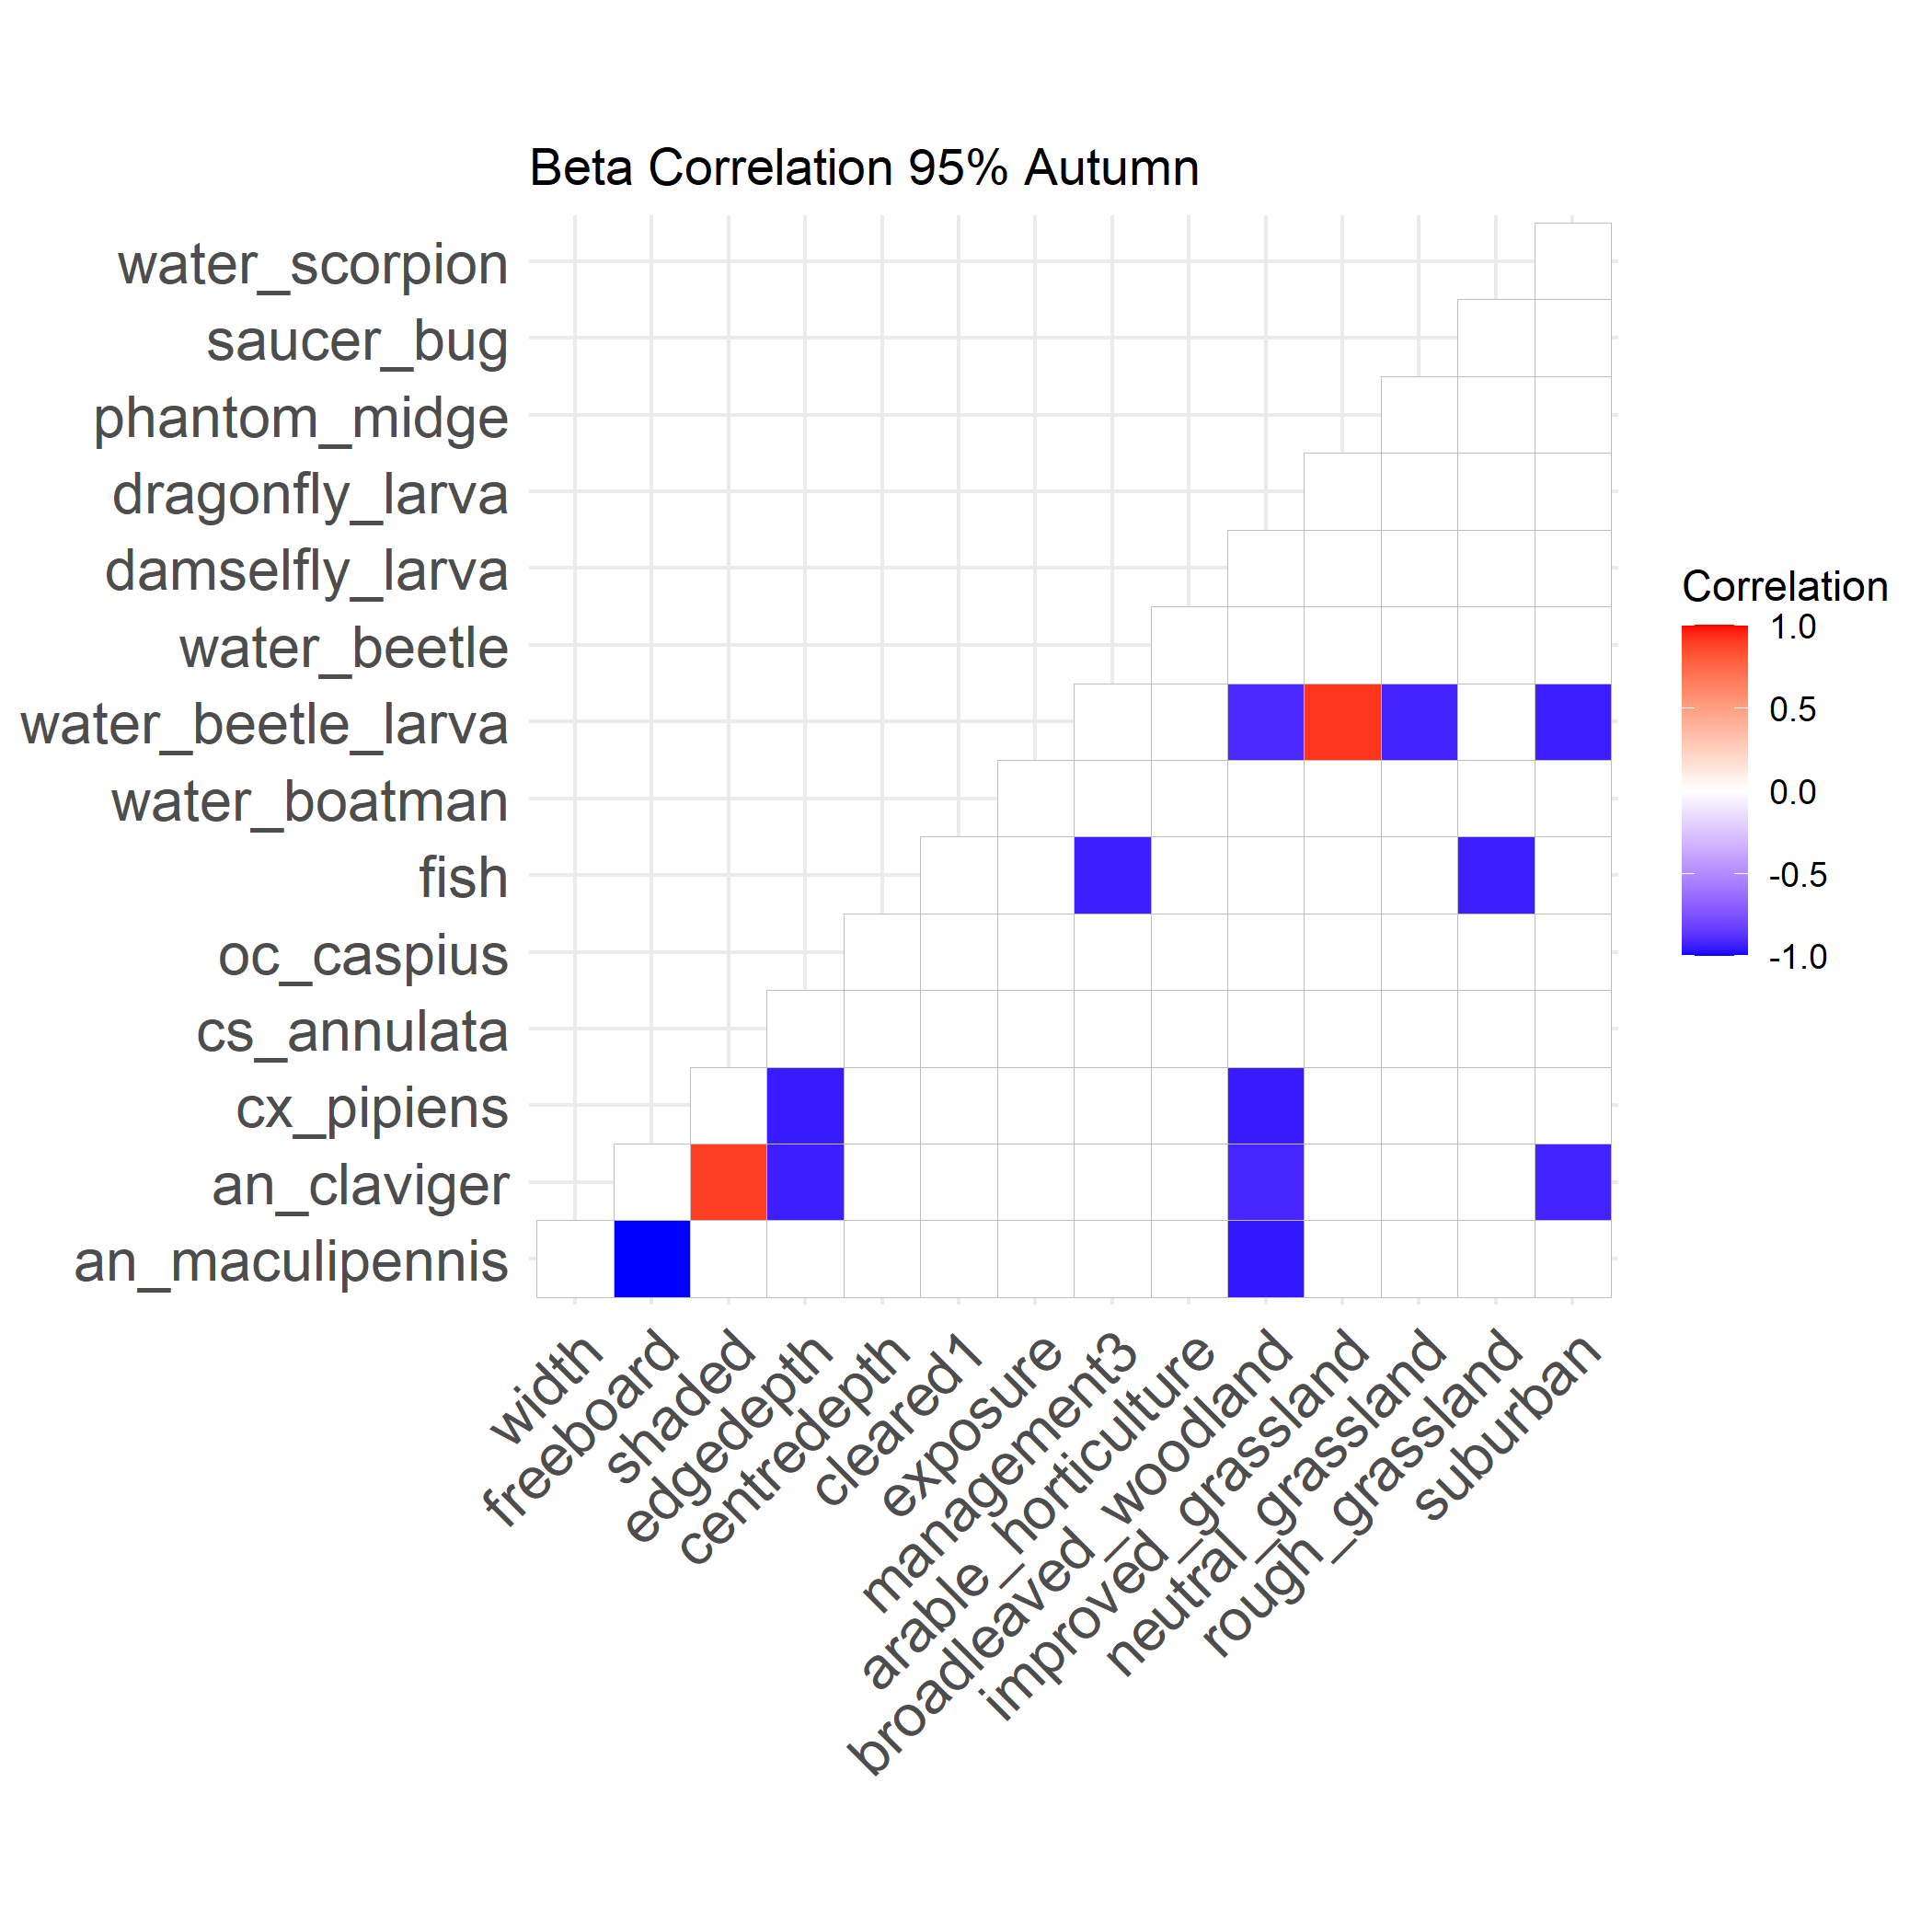 Beta Correlation 95% Autumn
water_scorpion
saucer_bug
phantom_midge
dragonfly_larva
damselfly_larva
water_beetle
water_beetle_larva
water_boatman
fish
oc_caspius
cs_annulata
cx_pipiens
an_claviger
an_maculipennis
width
freeboard
shaded
edgedepth
centredepth
cleared1
exposure
management3
arable_horticulture
broadleaved_woodland
improved_grassland
neutral_grassland
rough_grassland
suburban
Correlation
1.0
0.5
0.0
-0.5
-1.0